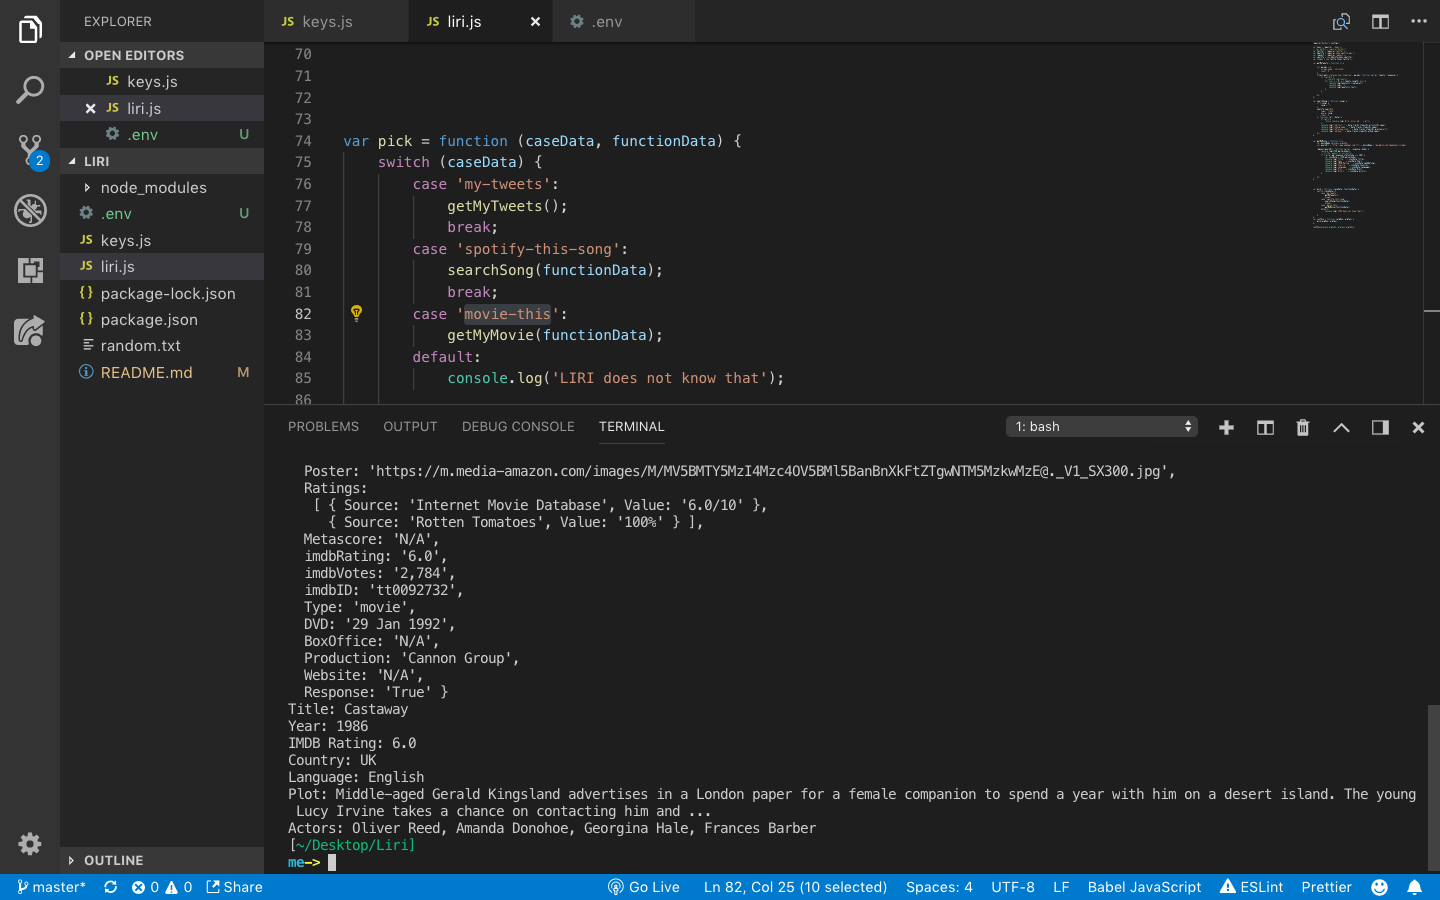 EXPLORER
OPEN EDITORS
JS keys.js
JS liri.js
.env U
LIRI
node_modules
.env U
JS keys.js
JS liri.js
{} package-lock.json
{} package.json
random.txt
README.md M
OUTLINE
2
JS keys.js
JS liri.js
.env
70
71
72
73
74 var pick = function (caseData, functionData) {
75 switch (caseData) {
76 case 'my-tweets':
77 getMyTweets();
78 break;
79 case 'spotify-this-song':
80 searchSong(functionData);
81 break;
82 case 'movie-this':
83 getMyMovie(functionData);
84 default:
85 console.log('LIRI does not know that');
86
PROBLEMS OUTPUT DEBUG CONSOLE TERMINAL 1: bash
Poster: 'https://m.media-amazon.com/images/M/MV5BMTY5MzI4Mzc4OV5BMl5BanBnXkFtZTgwNTM5MzkwMzE@._V1_SX300.jpg',
Ratings:
[ { Source: 'Internet Movie Database', Value: '6.0/10' },
{ Source: 'Rotten Tomatoes', Value: '100%' } ],
Metascore: 'N/A',
imdbRating: '6.0',
imdbVotes: '2,784',
imdbID: 'tt0092732',
Type: 'movie',
DVD: '29 Jan 1992',
BoxOffice: 'N/A',
Production: 'Cannon Group',
Website: 'N/A',
Response: 'True' }
Title: Castaway
Year: 1986
IMDB Rating: 6.0
Country: UK
Language: English
Plot: Middle-aged Gerald Kingsland advertises in a London paper for a female companion to spend a year with him on a desert island. The young
Lucy Irvine takes a chance on contacting him and ...
Actors: Oliver Reed, Amanda Donohoe, Georgina Hale, Frances Barber
[~/Desktop/Liri]
me->
master* 0 0 Share Go Live Ln 82, Col 25 (10 selected) Spaces: 4 UTF-8 LF Babel JavaScript ESLint Prettier